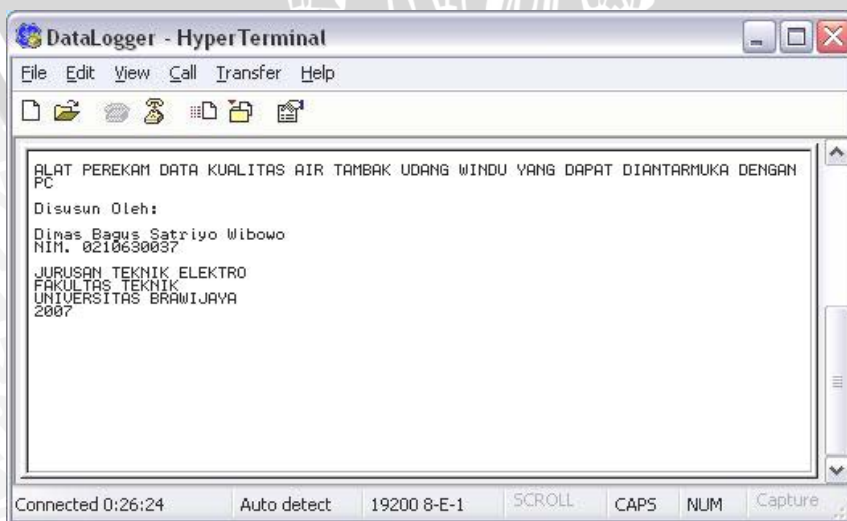 DataLogger - HyperTerminal
File Edit View Call Transfer Help
ALAT PEREKAM DATA KUALITAS AIR TAMBAK UDANG WINDU YANG DAPAT DIANTARMUKA DENGAN
PC
Disusun Oleh:
Dimas Bagus Satriyo Wibowo
NIM. 0210630037
JURUSAN TEKNIK ELEKTRO
FAKULTAS TEKNIK
UNIVERSITAS BRAWIJAYA
2007
Connected 0:26:24 Auto detect 19200 8-E-1 SCROLL CAPS NUM Capture